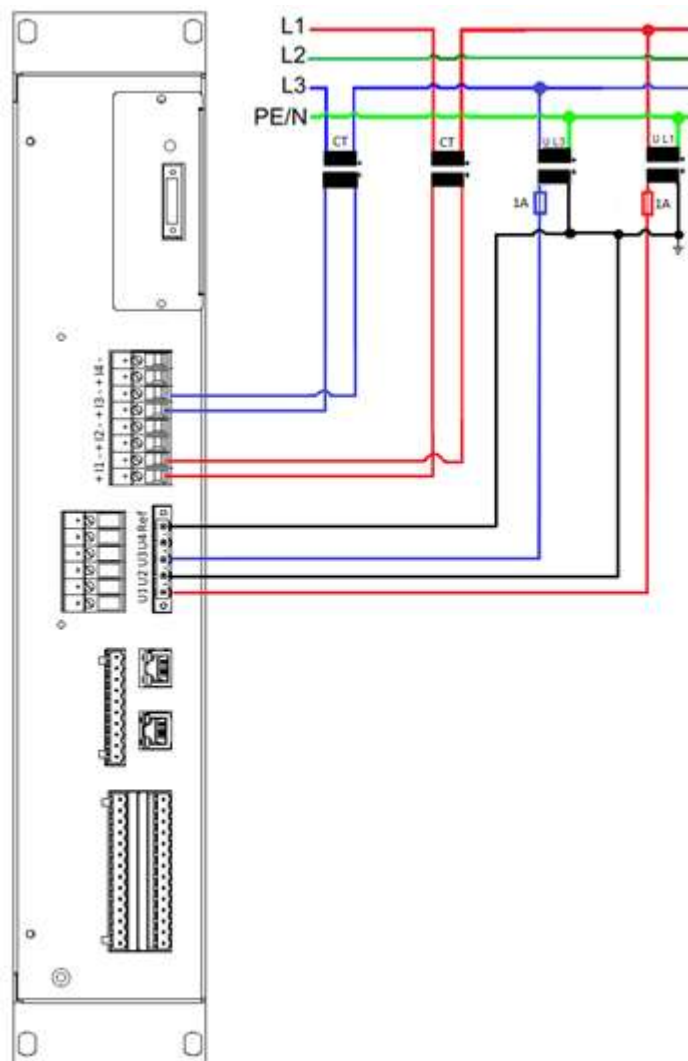 L1
L2
L3
PE/N
CT
CT
U L3
U L1
1A
1A
+ I1 - + I2 - + I3 - + I4 -
U1 U2 U3 U4 Ref